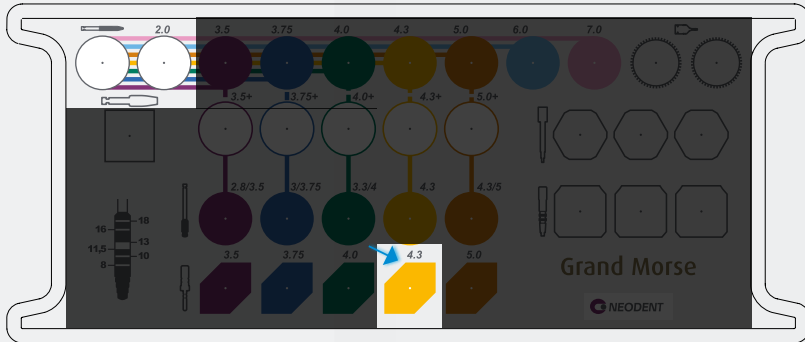 2.0 3.5 3.75 4.0 4.3 5.0 6.0 7.0
3.5+ 3.75+ 4.0+ 4.3+ 5.0+
2.8/3.5 3/3.75 3.3/4 4.3 4.3/5
18
16
13
11,5
10
8
3.5 3.75 4.0 4.3 5.0
Grand Morse
NEODENT